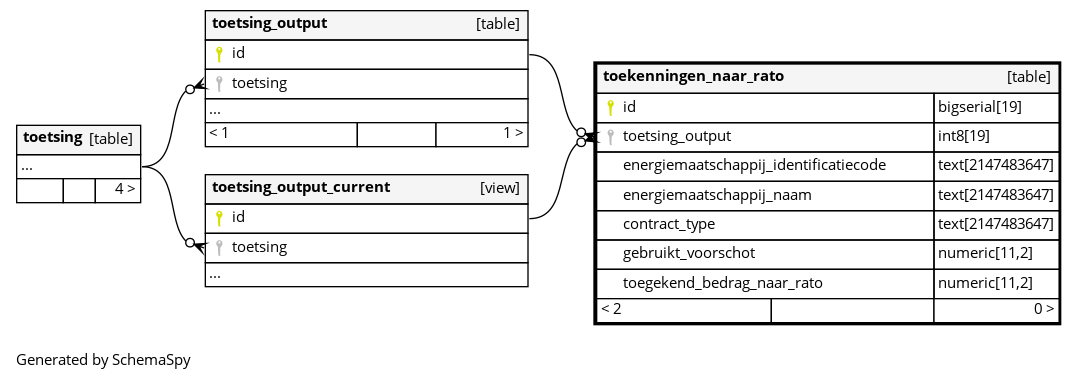 toetsing_output [table]
id
toetsing
...
< 1 1 >
toetsing [table]
...
4 >
toetsing_output_current [view]
id
toetsing
...
toekenningen_naar_rato [table]
id bigserial[19]
toetsing_output int8[19]
energiemaatschappij_identificatiecode text[2147483647]
energiemaatschappij_naam text[2147483647]
contract_type text[2147483647]
gebruikt_voorschot numeric[11,2]
toegekend_bedrag_naar_rato numeric[11,2]
< 2 0 >
Generated by SchemaSpy